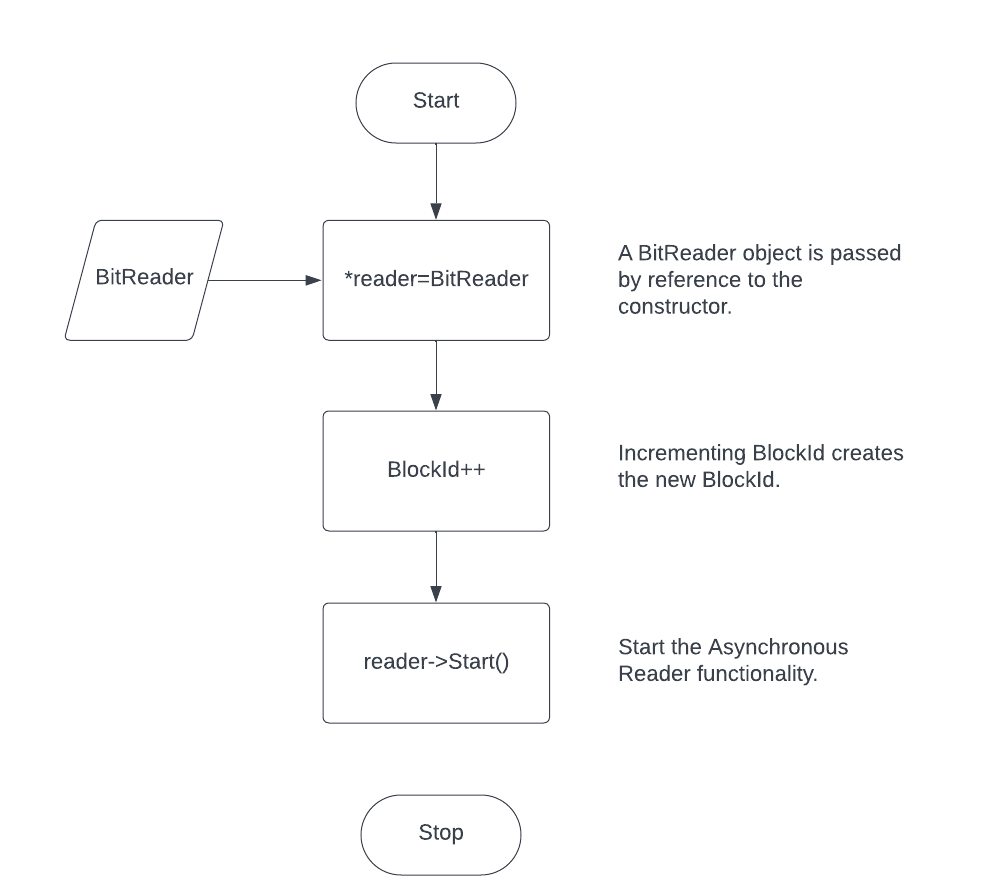 Start
BitReader
*reader=BitReader
A BitReader object is passed
by reference to the
constructor.
BlockId++
Incrementing BlockId creates
the new BlockId.
reader->Start()
Start the Asynchronous
Reader functionality.
Stop